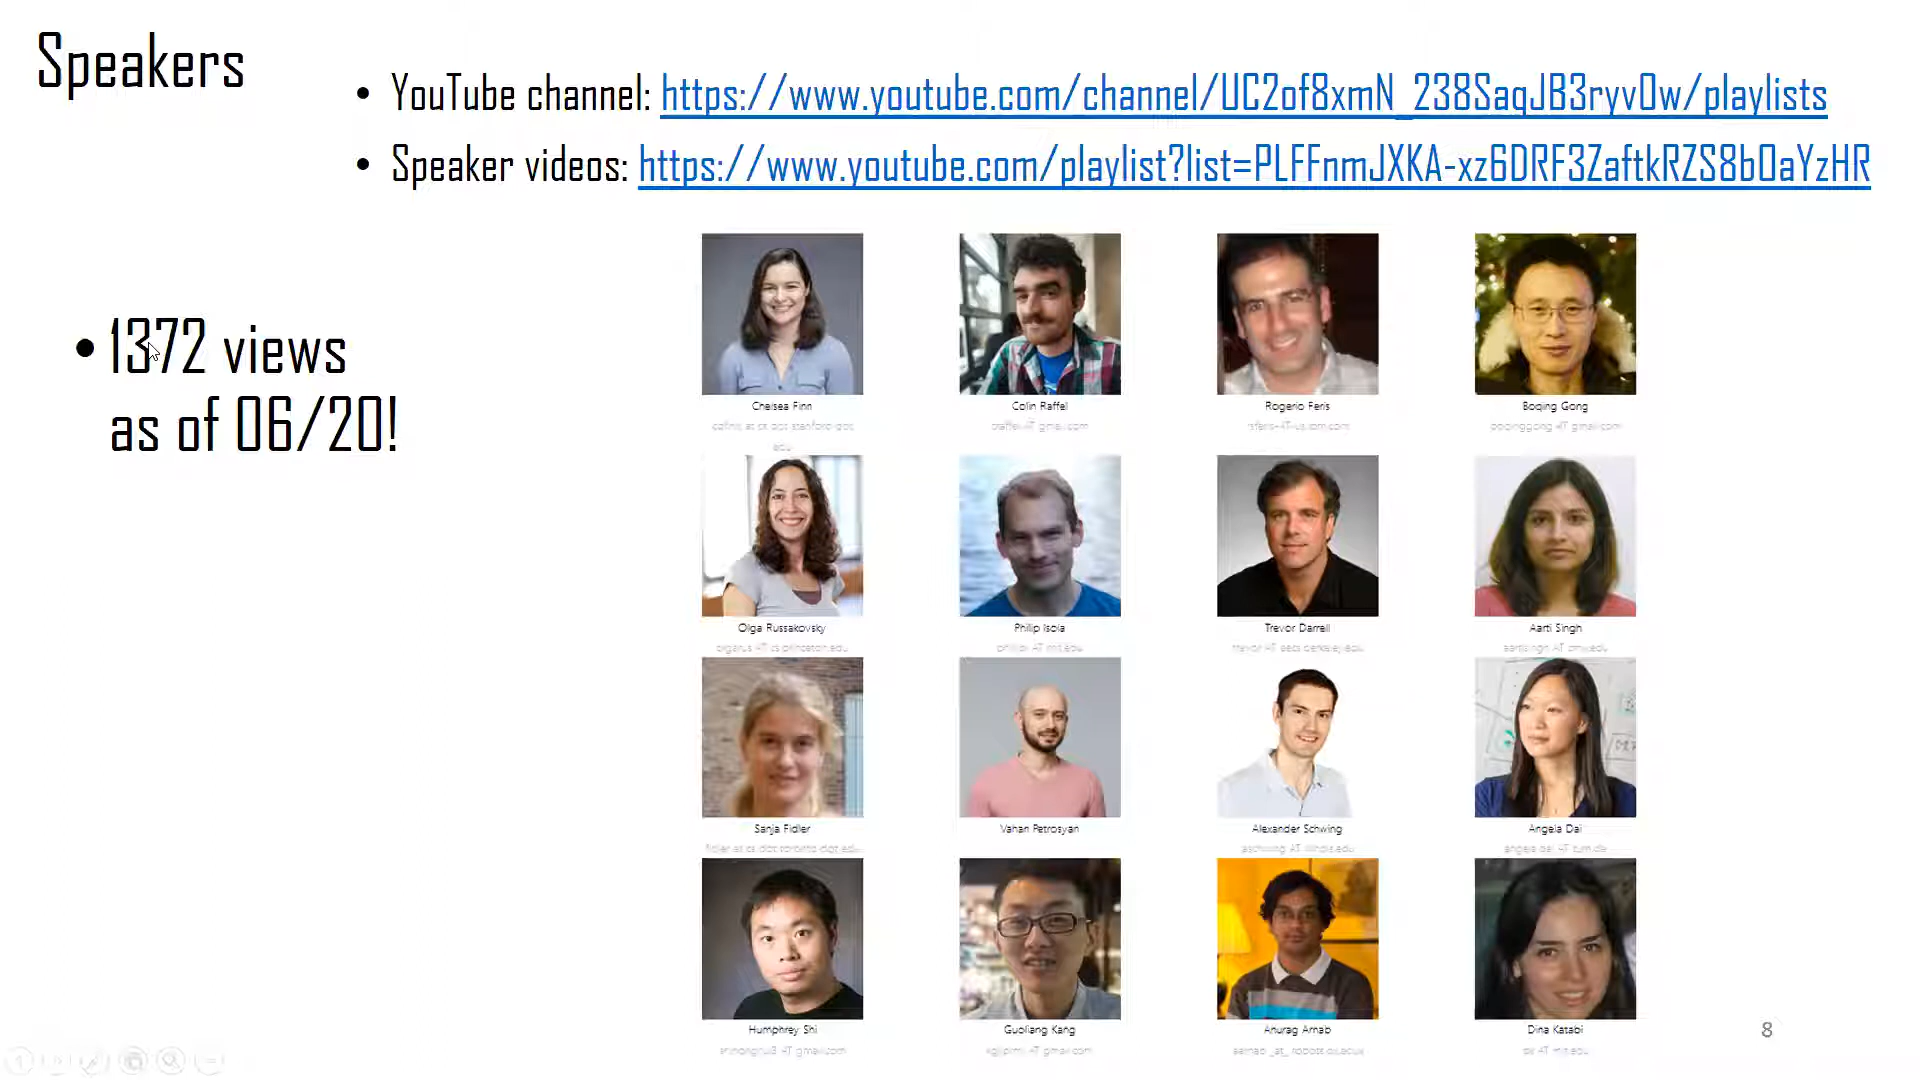 Speakers
• YouTube channel: https://www.youtube.com/channel/UC2of8xmN_238SaqJB3ryvOw/playlists
• Speaker videos: https://www.youtube.com/playlist?list=PLFFnmJXKA-xz6DRF3ZaftkRZS8bOaYzHR
• 1372 views
as of 06/20!
Chelsea Finn
Colin Raffel
Rogerio Feris
Boqing Gong
Olga Russakovsky
Phillip Isola
Trevor Darrell
Aarti Singh
Sanja Fidler
Vahan Petrosyan
Alexander Schwing
Angela Dai
Humphrey Shi
Guoliang Kang
Anurag Arnab
Dina Katabi
8